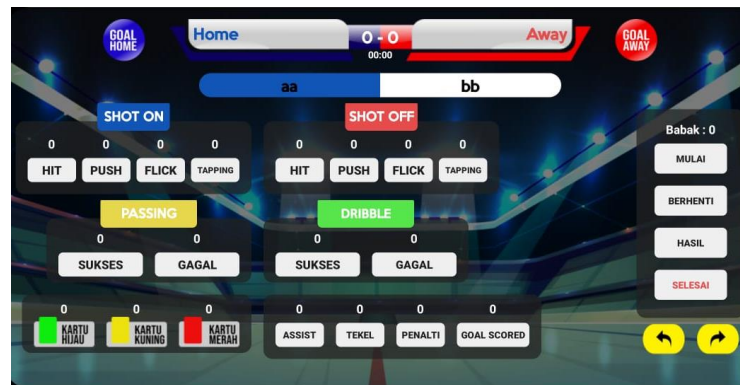 GOAL
HOME
Home
0 - 0
Away
GOAL
AWAY
00:00
aa
bb
SHOT ON
SHOT OFF
0 0 0 0
0 0 0 0
HIT PUSH FLICK TAPPING
HIT PUSH FLICK TAPPING
Babak : 0
MULAI
BERHENTI
HASIL
SELESAI
PASSING
DRIBBLE
0 0
0 0
SUKSES GAGAL
SUKSES GAGAL
0 0 0
KARTU
HIJAU
KARTU
KUNING
KARTU
MERAH
0 0 0 0
ASSIST TEKEL PENALTI GOAL SCORED